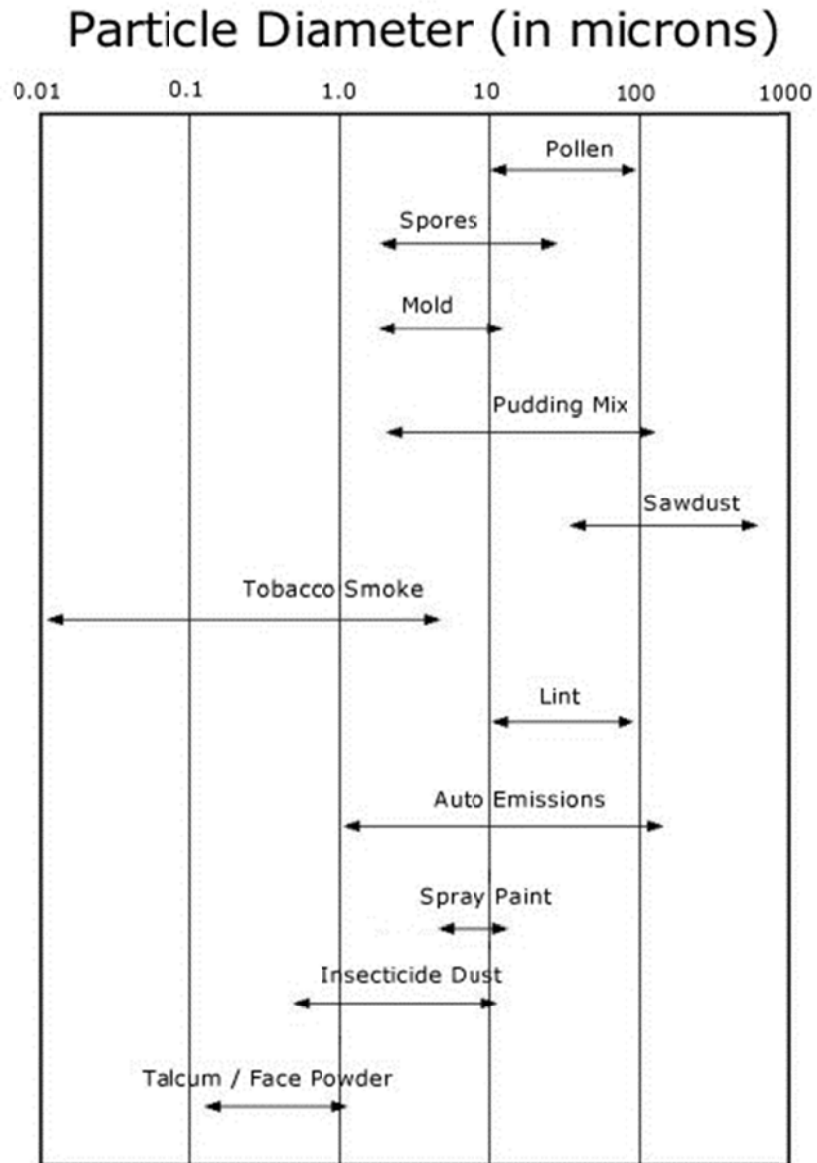 Particle Diameter (in microns)
0.01 0.1 1.0 10 100 1000
Pollen
Spores
Mold
Pudding Mix
Sawdust
Tobacco Smoke
Lint
Auto Emissions
Spray Paint
Insecticide Dust
Talcum / Face Powder